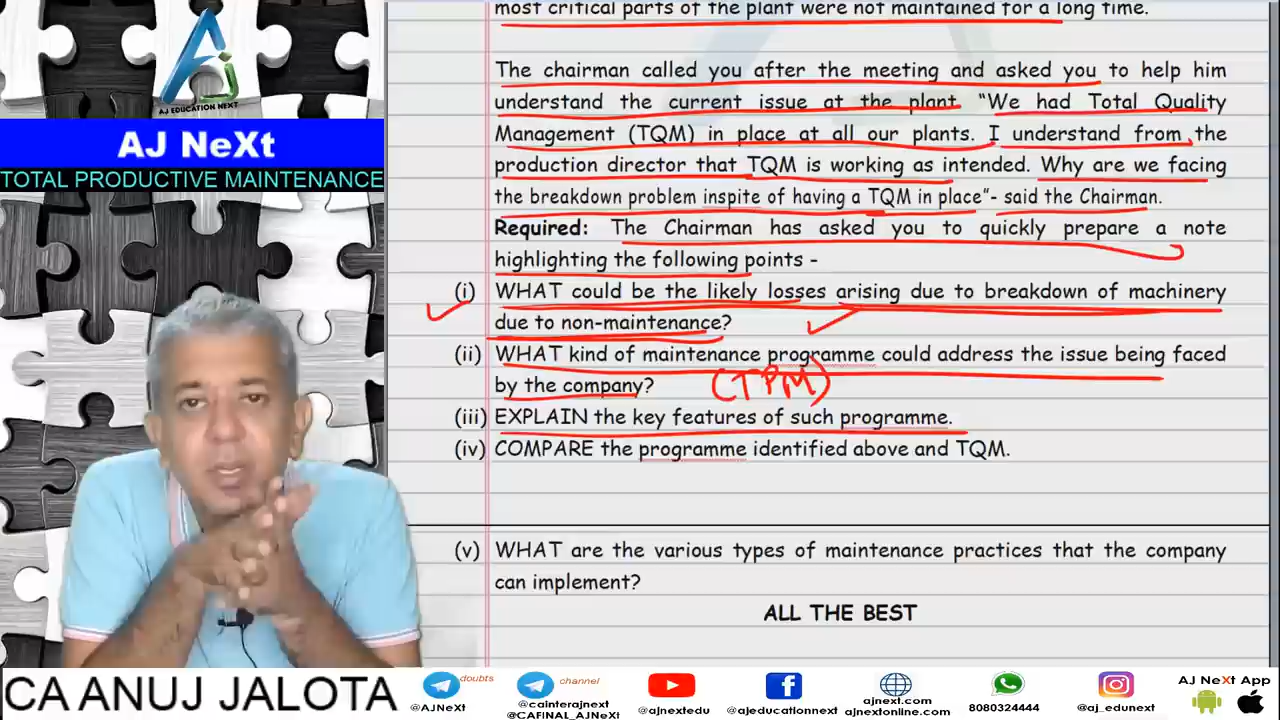 AJ EDUCATION NEXT
AJ NeXt
TOTAL PRODUCTIVE MAINTENANCE
most critical parts of the plant were not maintained for a long time.
The chairman called you after the meeting and asked you to help him
understand the current issue at the plant “We had Total Quality
Management (TQM) in place at all our plants. I understand from the
production director that TQM is working as intended. Why are we facing
the breakdown problem inspite of having a TQM in place”- said the Chairman.
Required: The Chairman has asked you to quickly prepare a note
highlighting the following points -
(i) WHAT could be the likely losses arising due to breakdown of machinery
due to non-maintenance?
(ii) WHAT kind of maintenance programme could address the issue being faced
by the company? (TPM)
(iii) EXPLAIN the key features of such programme.
(iv) COMPARE the programme identified above and TQM.
(v) WHAT are the various types of maintenance practices that the company
can implement?
ALL THE BEST
CA ANUJ JALOTA
doubts
@AJNeXt
channel
@cainterajnext
@CAFINAL_AJNeXt
@ajnextedu
@ajeducationnext
ajnext.com
ajnextonline.com
8080324444
@aj_edunext
AJ NeXt App